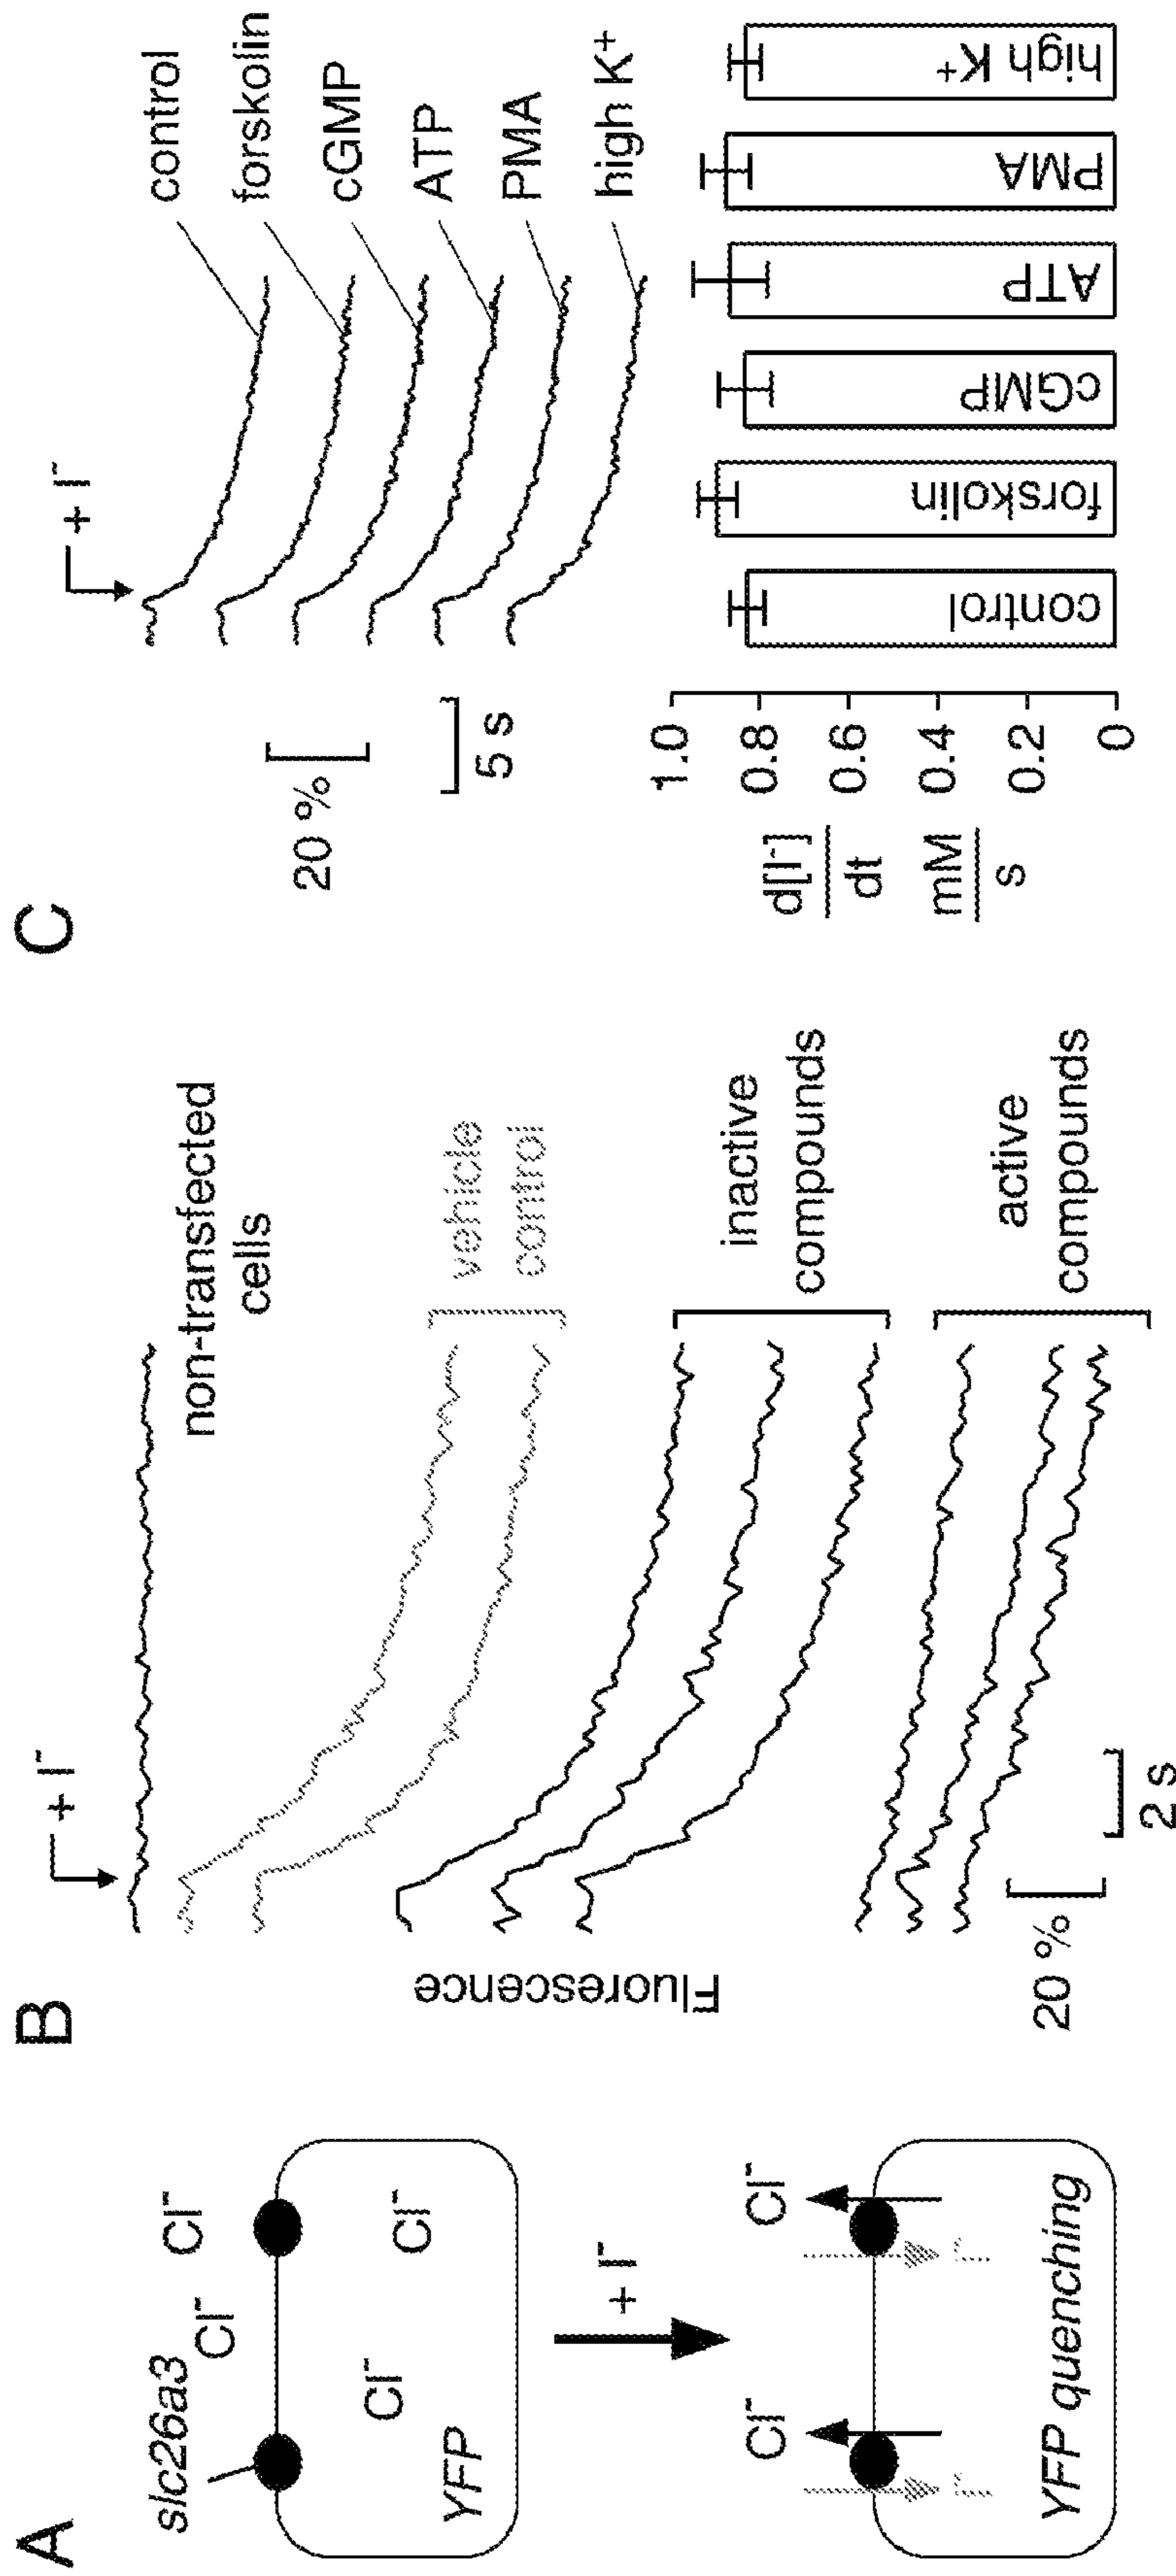 A
slc26a3
Cl⁻
Cl⁻
Cl⁻
Cl⁻
YFP
+ I⁻
Cl⁻
Cl⁻
I⁻
I⁻
YFP quenching
B
+ I⁻
non-transfected
cells
vehicle
control
Fluorescence
inactive
compounds
active
compounds
20 %
2 s
C
+ I⁻
control
forskolin
cGMP
ATP
PMA
high K⁺
20 %
5 s
d[I⁻]
dt
mM
s
1.0
0.8
0.6
0.4
0.2
0
control
forskolin
cGMP
ATP
PMA
high K⁺